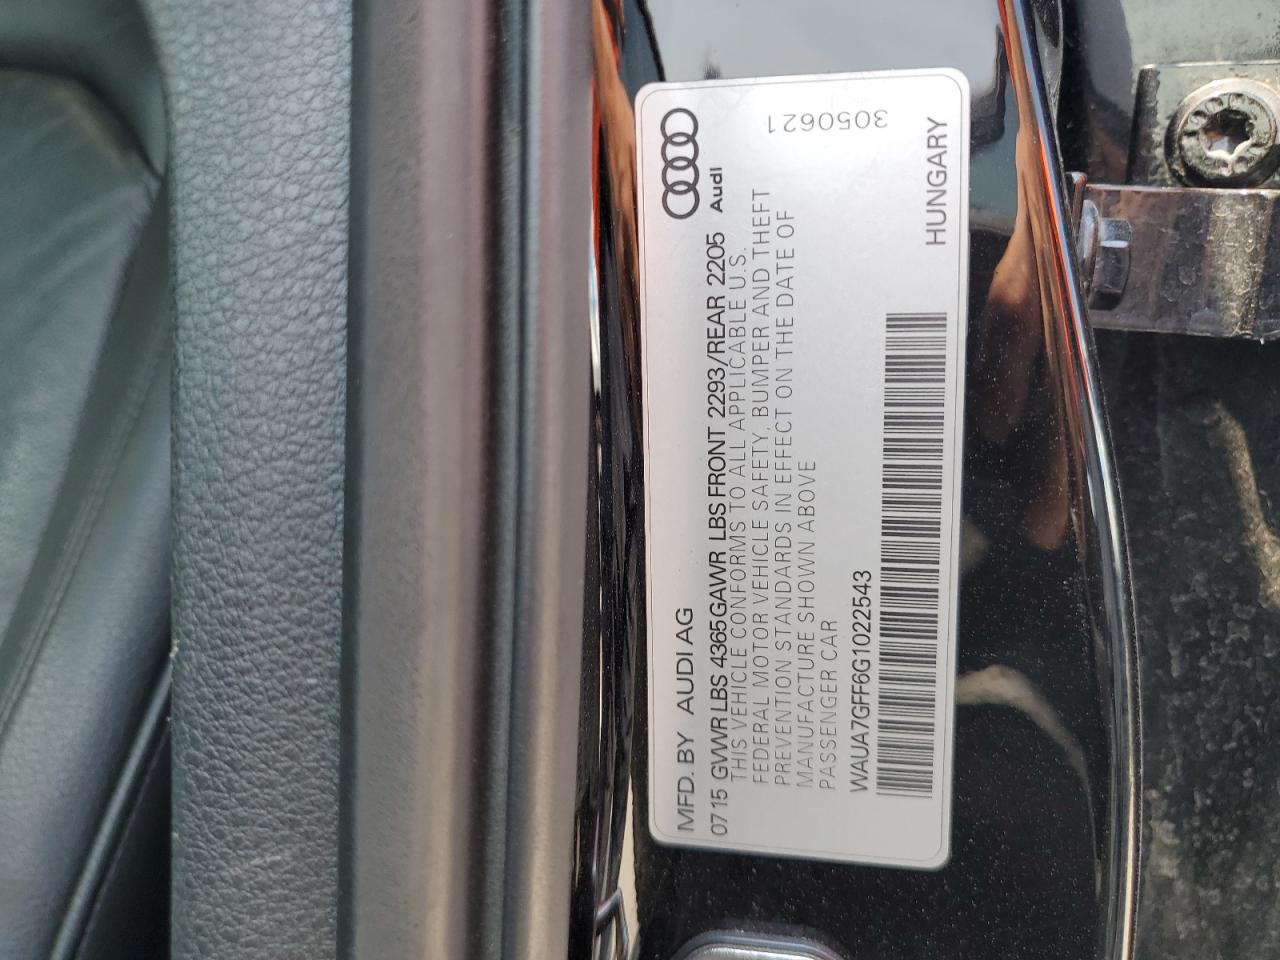 MFD. BY AUDI AG
0715 GVWR LBS 4365 GAWR LBS FRONT 2293/REAR 2205 Audi
THIS VEHICLE CONFORMS TO ALL APPLICABLE U.S.
FEDERAL MOTOR VEHICLE SAFETY, BUMPER AND THEFT
PREVENTION STANDARDS IN EFFECT ON THE DATE OF
MANUFACTURE SHOWN ABOVE
PASSENGER CAR
WAUA7GFF6G1022543
HUNGARY
3050621